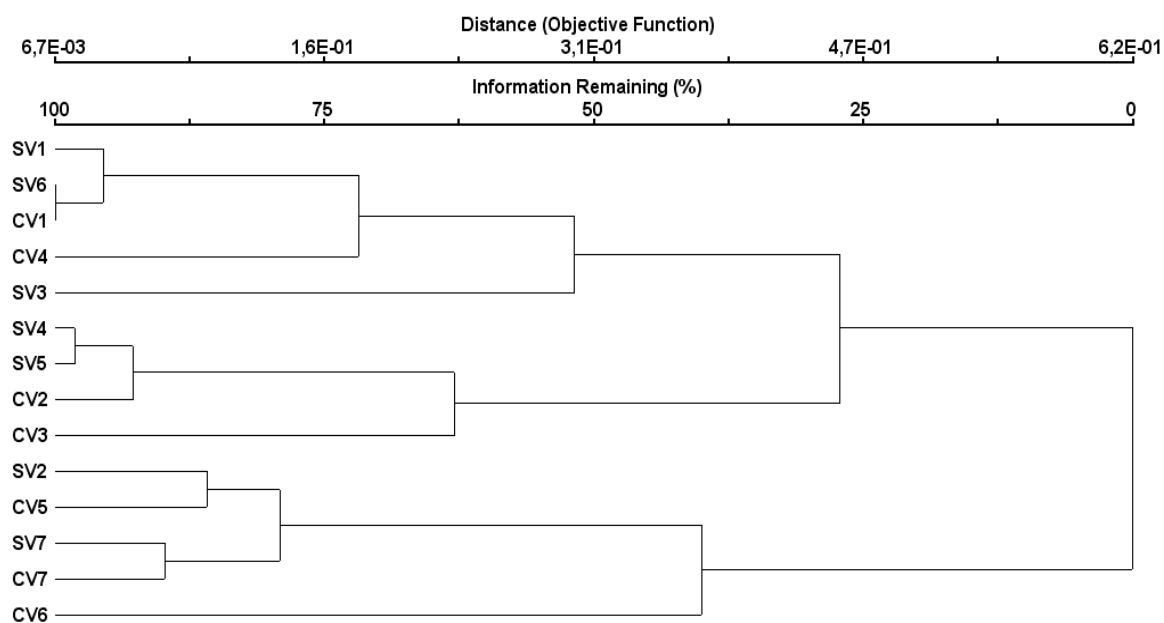 Distance (Objective Function)
6,7E-03 1,6E-01 3,1E-01 4,7E-01 6,2E-01
Information Remaining (%)
100 75 50 25 0
SV1
SV6
CV1
CV4
SV3
SV4
SV5
CV2
CV3
SV2
CV5
SV7
CV7
CV6